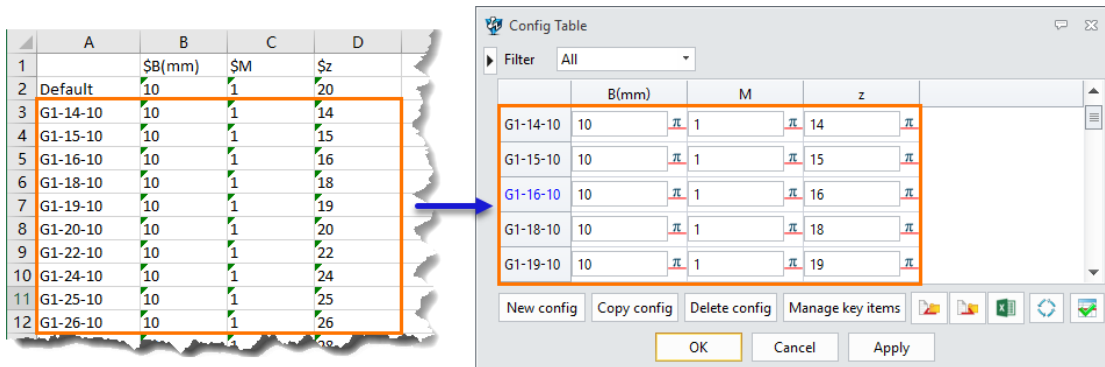 A B C D
1 $B(mm) $M $z
2 Default 10 1 20
3 G1-14-10 10 1 14
4 G1-15-10 10 1 15
5 G1-16-10 10 1 16
6 G1-18-10 10 1 18
7 G1-19-10 10 1 19
8 G1-20-10 10 1 20
9 G1-22-10 10 1 22
10 G1-24-10 10 1 24
11 G1-25-10 10 1 25
12 G1-26-10 10 1 26
Config Table
Filter All
B(mm) M z
G1-14-10 10 π 1 π 14 π
G1-15-10 10 π 1 π 15 π
G1-16-10 10 π 1 π 16 π
G1-18-10 10 π 1 π 18 π
G1-19-10 10 π 1 π 19 π
New config Copy config Delete config Manage key items
OK Cancel Apply